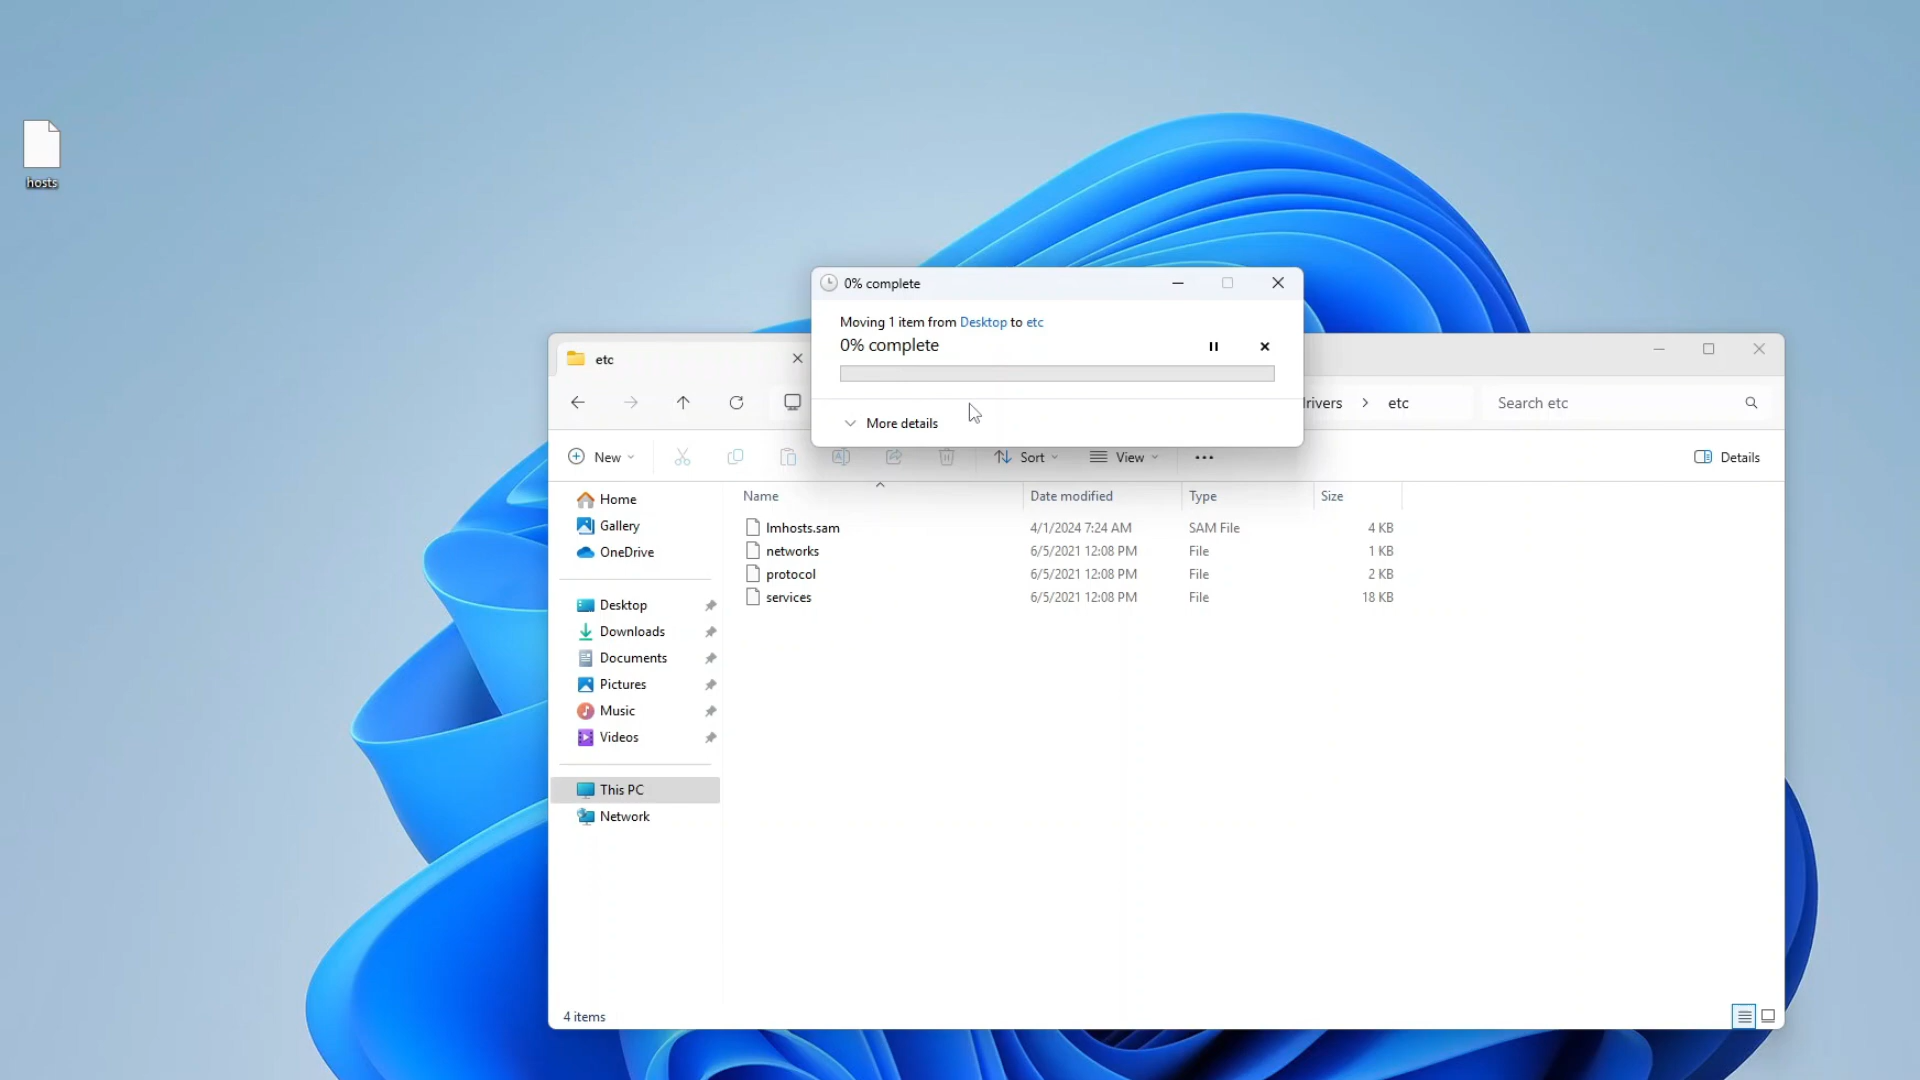 hosts
0% complete
Moving 1 item from Desktop to etc
0% complete
More details
etc
drivers
etc
Search etc
New
Sort
View
Details
Name
Date modified
Type
Size
lmhosts.sam
4/1/2024 7:24 AM
SAM File
4 KB
networks
6/5/2021 12:08 PM
File
1 KB
protocol
6/5/2021 12:08 PM
File
2 KB
services
6/5/2021 12:08 PM
File
18 KB
Home
Gallery
OneDrive
Desktop
Downloads
Documents
Pictures
Music
Videos
This PC
Network
4 items